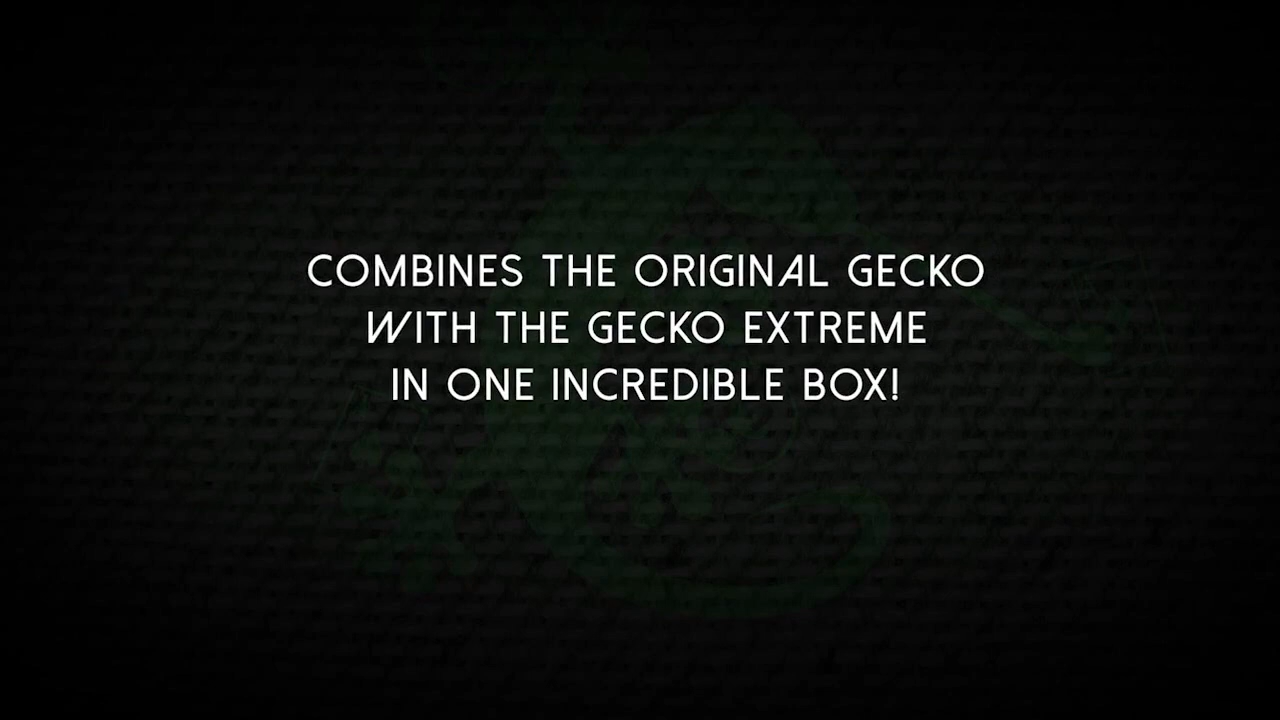 COMBINES THE ORIGINAL GECKO
WITH THE GECKO EXTREME
IN ONE INCREDIBLE BOX!